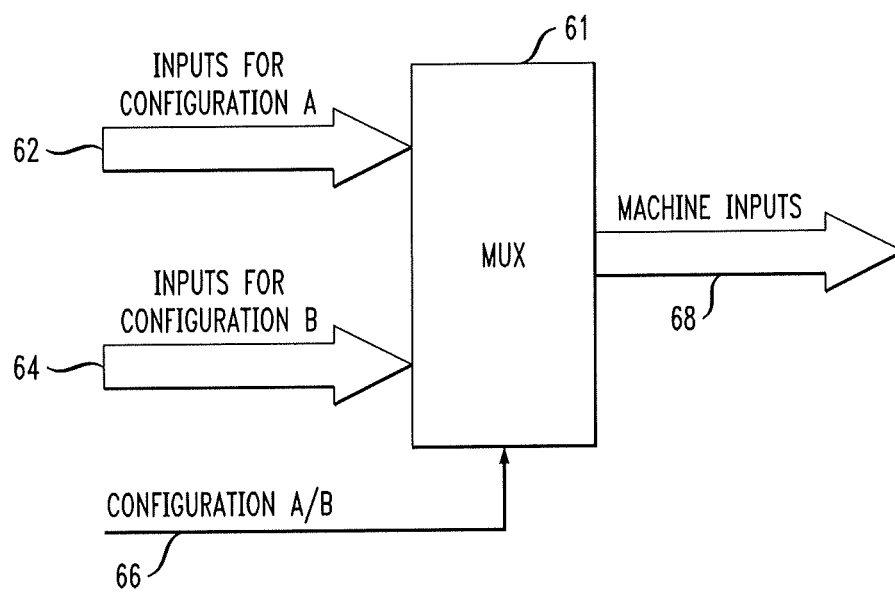 61
INPUTS FOR
CONFIGURATION A
62
MACHINE INPUTS
MUX
68
INPUTS FOR
CONFIGURATION B
64
CONFIGURATION A/B
66